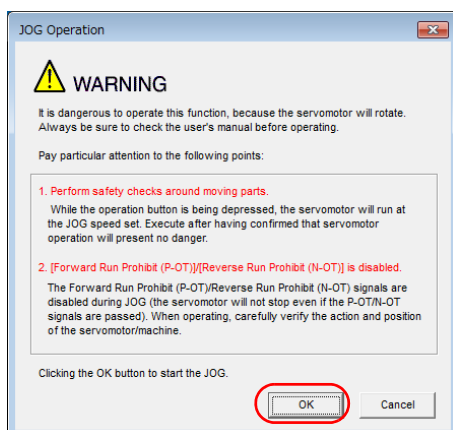 JOG Operation
WARNING
It is dangerous to operate this function, because the servomotor will rotate.
Always be sure to check the user's manual before operating.
Pay particular attention to the following points:
1. Perform safety checks around moving parts.
While the operation button is being depressed, the servomotor will run at
the JOG speed set. Execute after having confirmed that servomotor
operation will present no danger.
2. [Forward Run Prohibit (P-OT)]/[Reverse Run Prohibit (N-OT)] is disabled.
The Forward Run Prohibit (P-OT)/Reverse Run Prohibit (N-OT) signals are
disabled during JOG (the servomotor will not stop even if the P-OT/N-OT
signals are passed). When operating, carefully verify the action and position
of the servomotor/machine.
Clicking the OK button to start the JOG.
OK Cancel